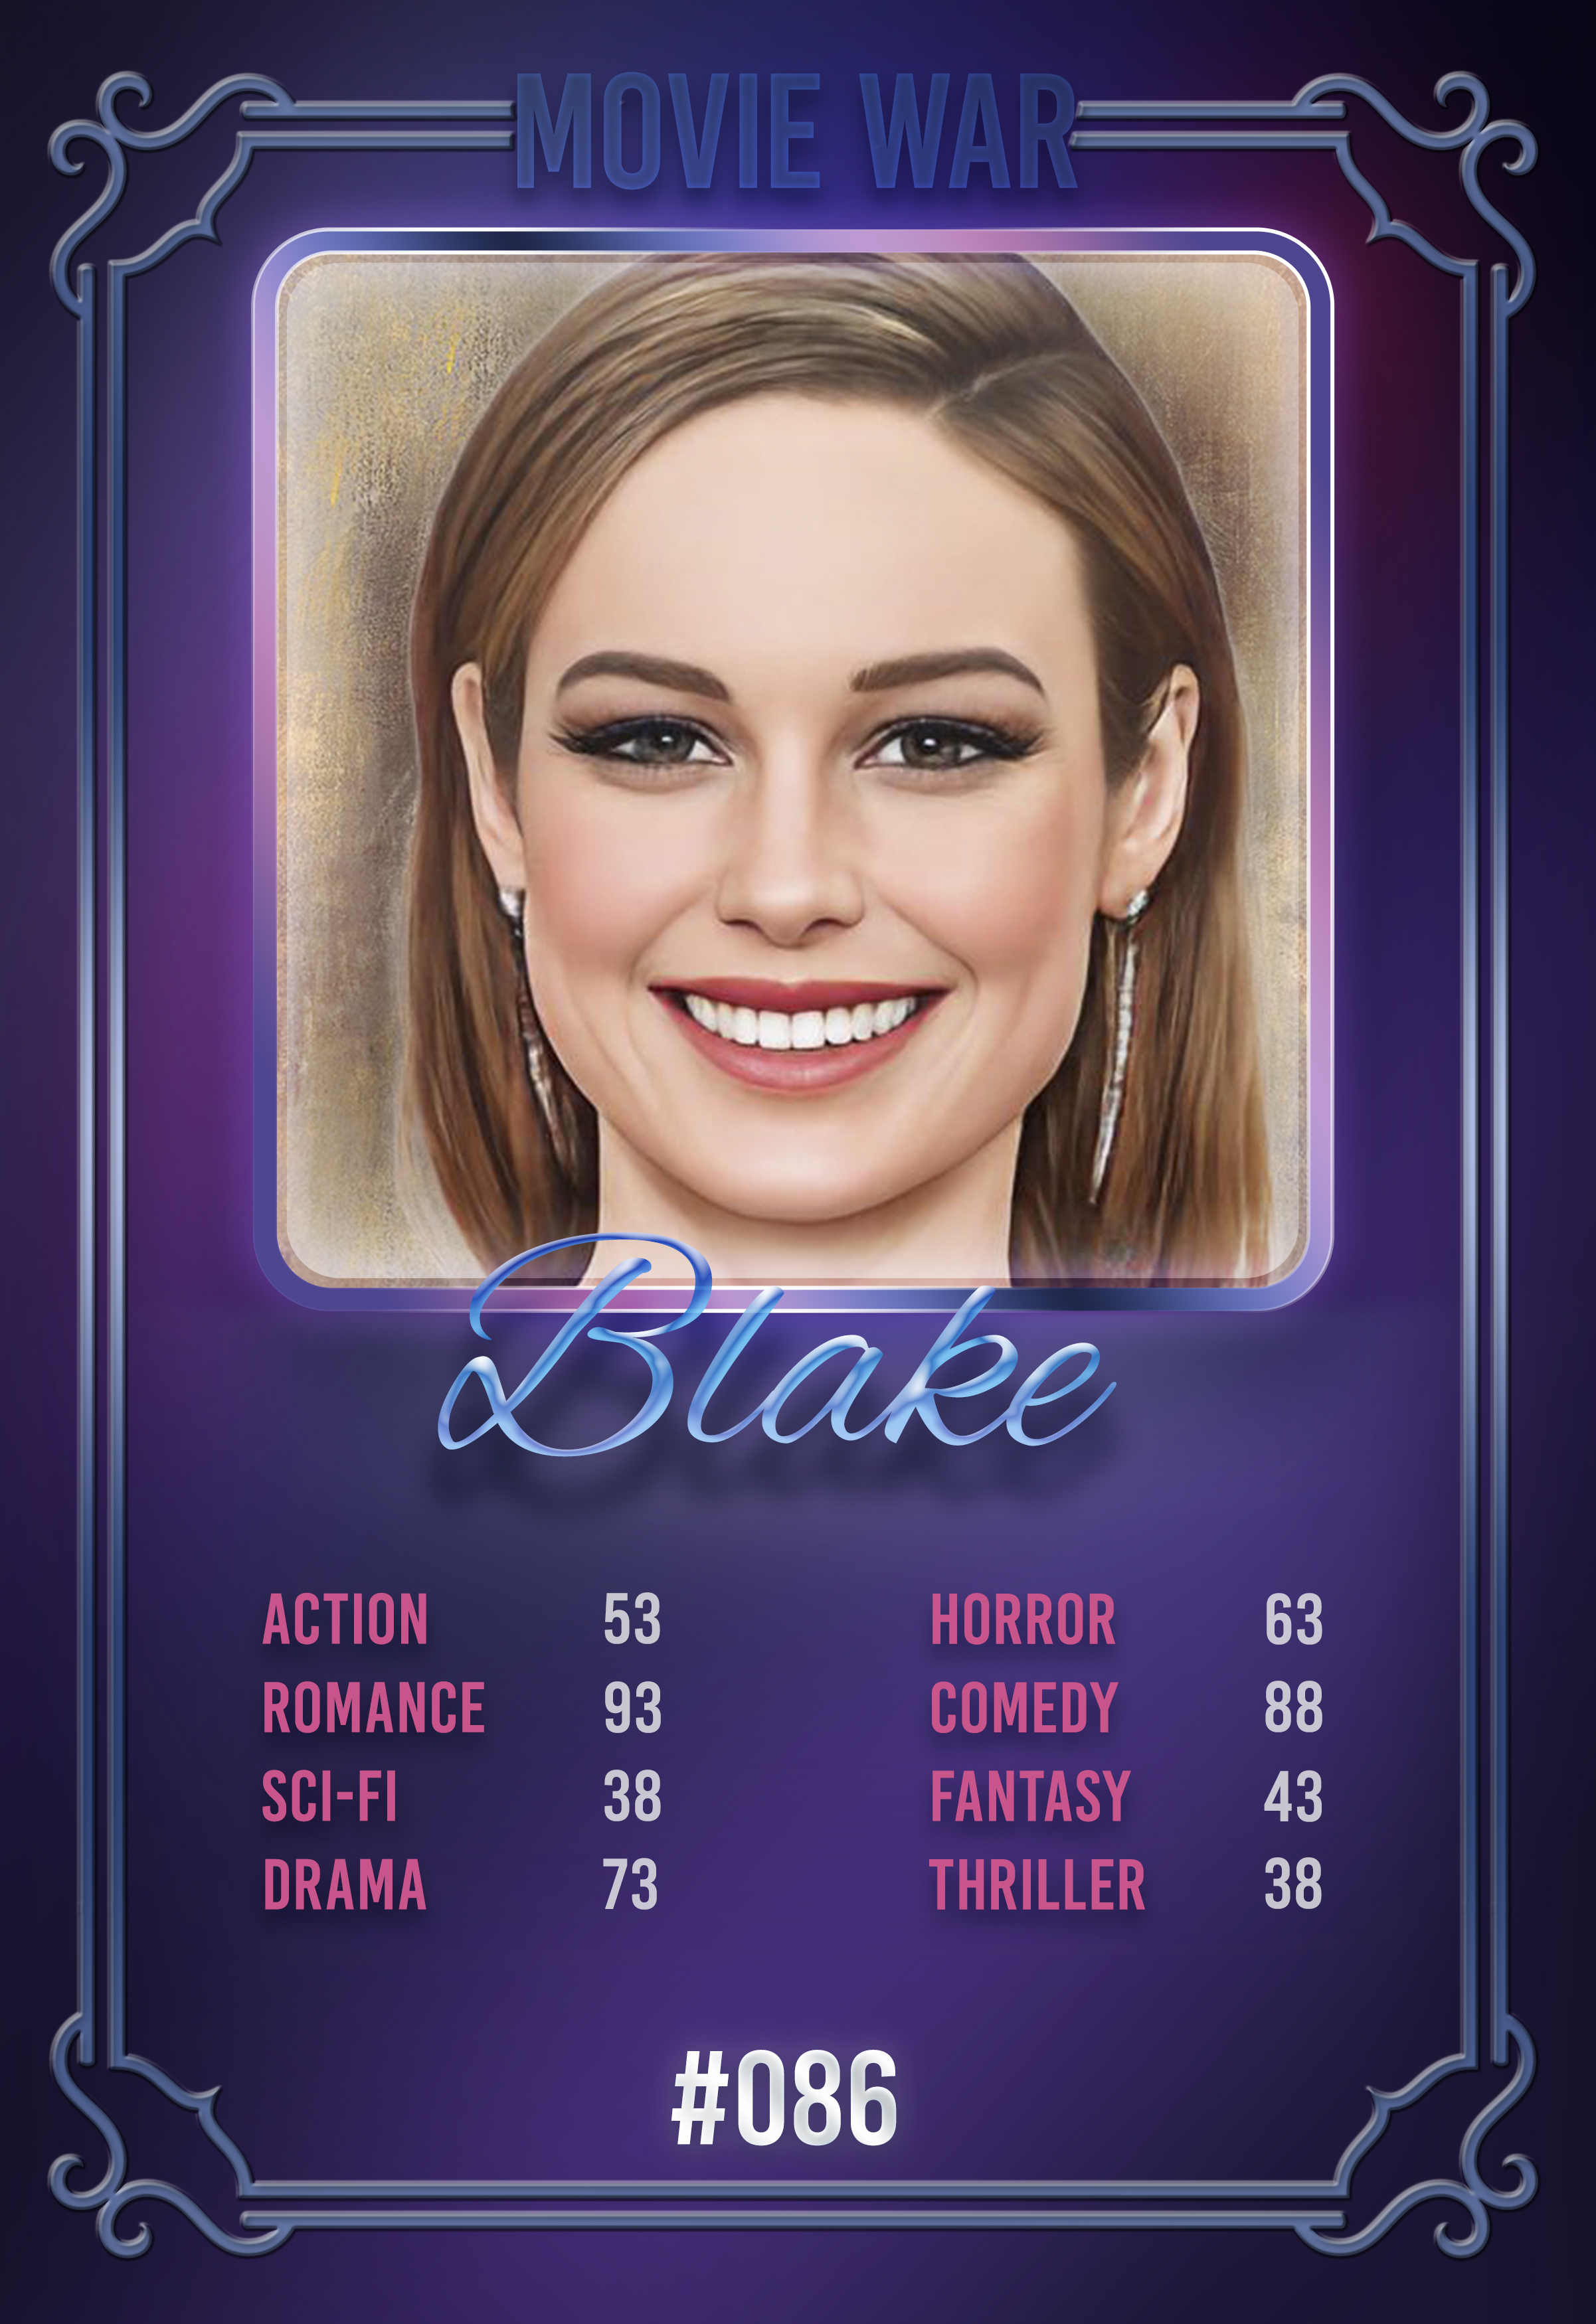 MOVIE WAR
Blake
ACTION 53 HORROR 63
ROMANCE 93 COMEDY 88
SCI-FI 38 FANTASY 43
DRAMA 73 THRILLER 38
#086